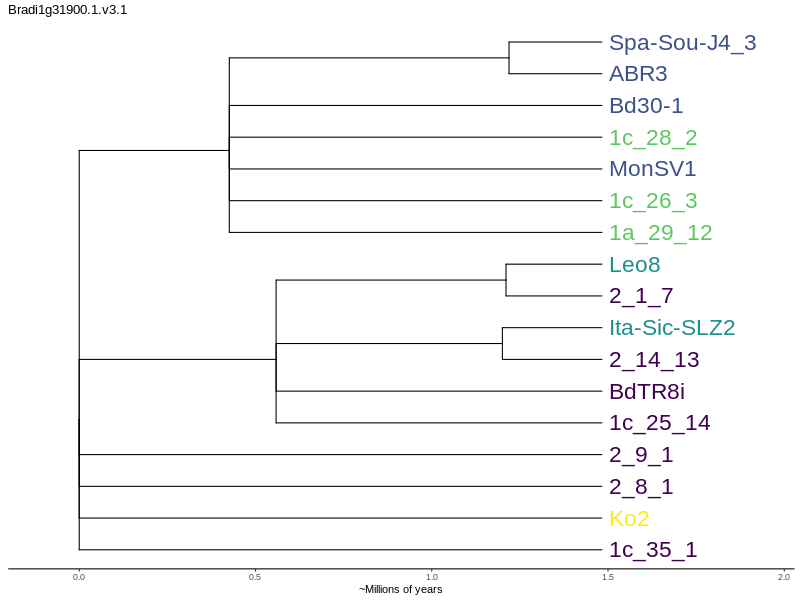 Bradi1g31900.1.v3.1
Spa-Sou-J4_3
ABR3
Bd30-1
1c_28_2
MonSV1
1c_26_3
1a_29_12
Leo8
2_1_7
Ita-Sic-SLZ2
2_14_13
BdTR8i
1c_25_14
2_9_1
2_8_1
Ko2
1c_35_1
0.0 0.5 1.0 1.5 2.0
~Millions of years